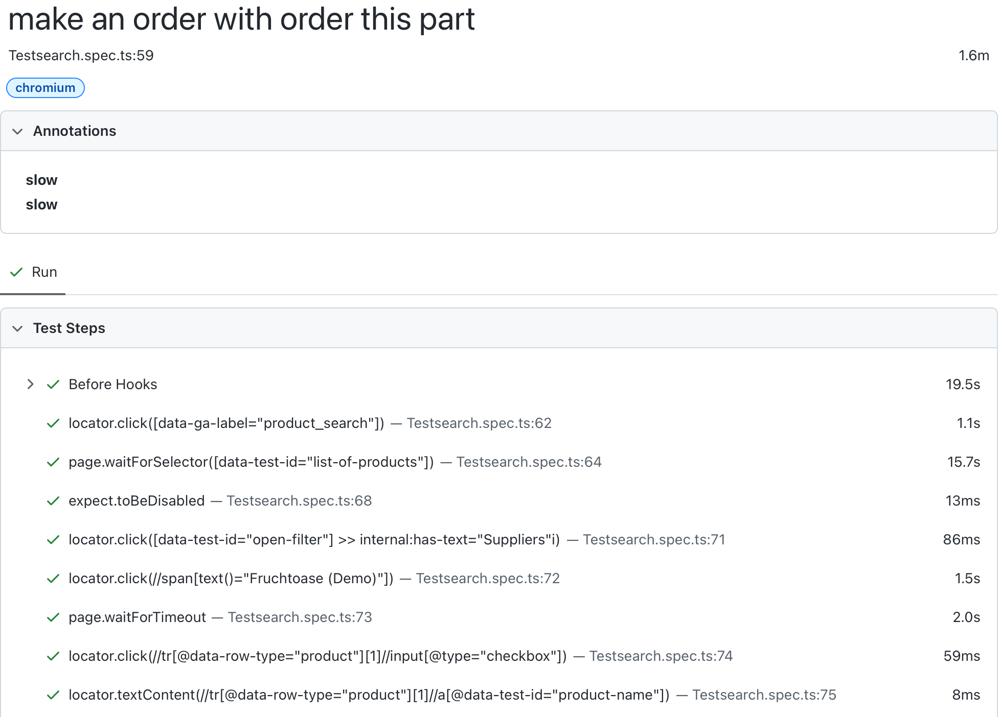 make an order with order this part
Testsearch.spec.ts:59 1.6m
chromium
Annotations
slow
slow
Run
Test Steps
Before Hooks 19.5s
locator.click([data-ga-label="product_search"]) — Testsearch.spec.ts:62 1.1s
page.waitForSelector([data-test-id="list-of-products"]) — Testsearch.spec.ts:64 15.7s
expect.toBeDisabled — Testsearch.spec.ts:68 13ms
locator.click([data-test-id="open-filter"] >> internal:has-text="Suppliers"i) — Testsearch.spec.ts:71 86ms
locator.click(//span[text()="Fruchtoase (Demo)"]) — Testsearch.spec.ts:72 1.5s
page.waitForTimeout — Testsearch.spec.ts:73 2.0s
locator.click(//tr[@data-row-type="product"][1]//input[@type="checkbox"]) — Testsearch.spec.ts:74 59ms
locator.textContent(//tr[@data-row-type="product"][1]//a[@data-test-id="product-name"]) — Testsearch.spec.ts:75 8ms